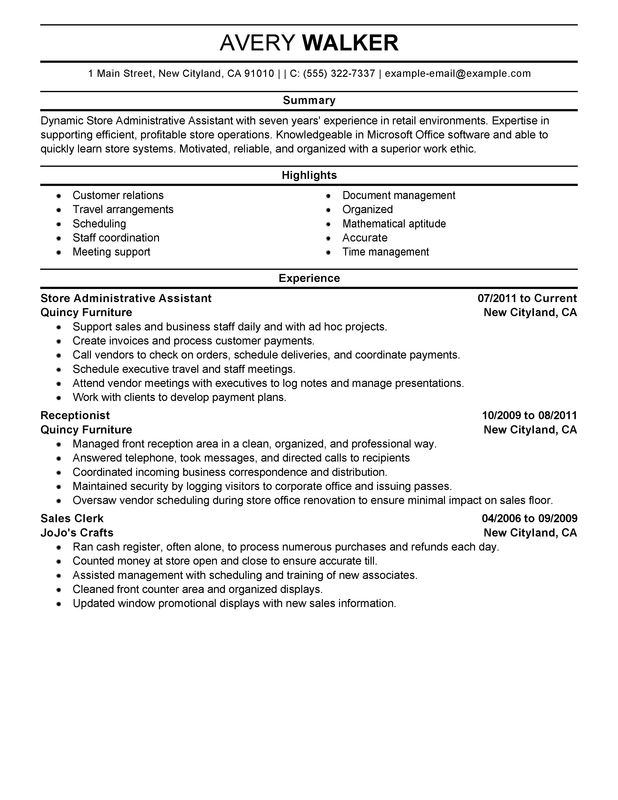 AVERY WALKER
1 Main Street, New Cityland, CA 91010 | | C: (555) 322-7337 | example-email@example.com
Summary
Dynamic Store Administrative Assistant with seven years' experience in retail environments. Expertise in
supporting efficient, profitable store operations. Knowledgeable in Microsoft Office software and able to
quickly learn store systems. Motivated, reliable, and organized with a superior work ethic.
Highlights
• Customer relations
• Travel arrangements
• Scheduling
• Staff coordination
• Meeting support
• Document management
• Organized
• Mathematical aptitude
• Accurate
• Time management
Experience
Store Administrative Assistant 07/2011 to Current
Quincy Furniture New Cityland, CA
• Support sales and business staff daily and with ad hoc projects.
• Create invoices and process customer payments.
• Call vendors to check on orders, schedule deliveries, and coordinate payments.
• Schedule executive travel and staff meetings.
• Attend vendor meetings with executives to log notes and manage presentations.
• Work with clients to develop payment plans.
Receptionist 10/2009 to 08/2011
Quincy Furniture New Cityland, CA
• Managed front reception area in a clean, organized, and professional way.
• Answered telephone, took messages, and directed calls to recipients
• Coordinated incoming business correspondence and distribution.
• Maintained security by logging visitors to corporate office and issuing passes.
• Oversaw vendor scheduling during store office renovation to ensure minimal impact on sales floor.
Sales Clerk 04/2006 to 09/2009
JoJo's Crafts New Cityland, CA
• Ran cash register, often alone, to process numerous purchases and refunds each day.
• Counted money at store open and close to ensure accurate till.
• Assisted management with scheduling and training of new associates.
• Cleaned front counter area and organized displays.
• Updated window promotional displays with new sales information.